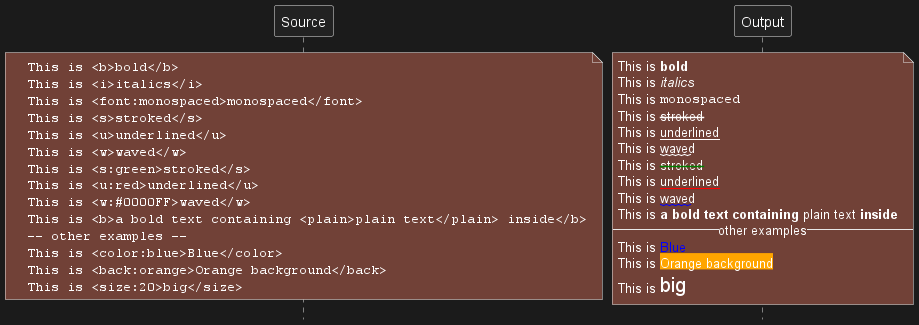 Source
This is <b>bold</b>
This is <i>italics</i>
This is <font:monospaced>monospaced</font>
This is <s>stroked</s>
This is <u>underlined</u>
This is <w>waved</w>
This is <s:green>stroked</s>
This is <u:red>underlined</u>
This is <w:#0000FF>waved</w>
This is <b>a bold text containing <plain>plain text</plain> inside</b>
-- other examples --
This is <color:blue>Blue</color>
This is <back:orange>Orange background</back>
This is <size:20>big</size>
Output
This is bold
This is italics
This is monospaced
This is stroked
This is underlined
This is waved
This is stroked
This is underlined
This is waved
This is a bold text containing plain text inside
other examples
This is Blue
This is Orange background
This is big